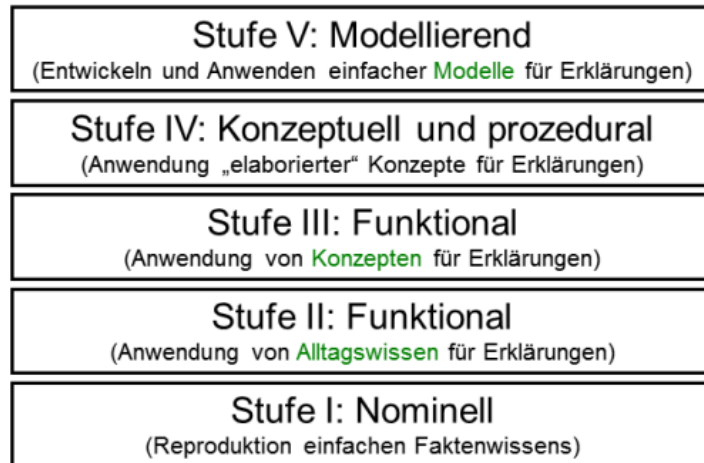 Stufe V: Modellierend
(Entwickeln und Anwenden einfacher Modelle für Erklärungen)
Stufe IV: Konzeptuell und prozedural
(Anwendung „elaborierter“ Konzepte für Erklärungen)
Stufe III: Funktional
(Anwendung von Konzepten für Erklärungen)
Stufe II: Funktional
(Anwendung von Alltagswissen für Erklärungen)
Stufe I: Nominell
(Reproduktion einfachen Faktenwissens)